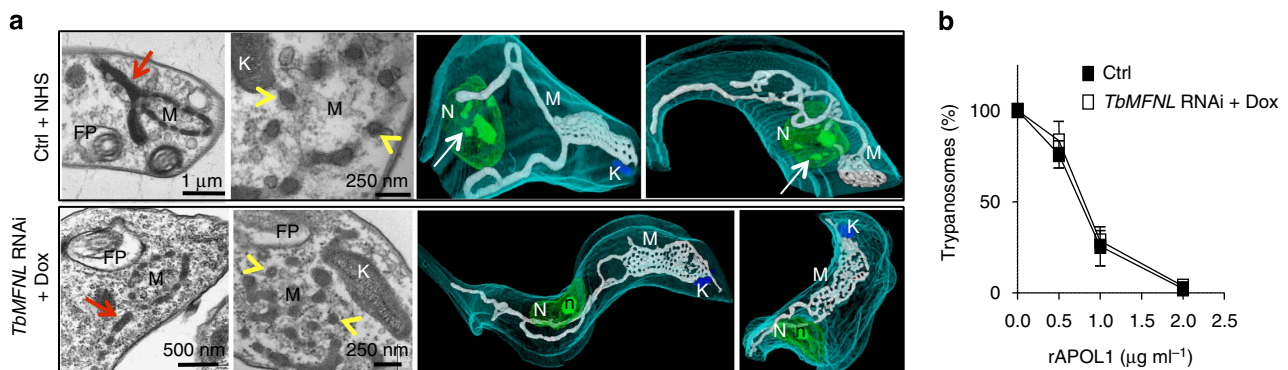 a
Ctrl + NHS
M
FP
1 μm
K
M
250 nm
N
M
K
N
M
TbMFNL RNAi
+ Dox
FP
M
500 nm
FP
K
M
250 nm
M
N
n
K
K
M
N
n
b
Ctrl
TbMFNL RNAi + Dox
Trypanosomes (%)
100
50
0
0.0 0.5 1.0 1.5 2.0 2.5
rAPOL1 (μg ml⁻¹)